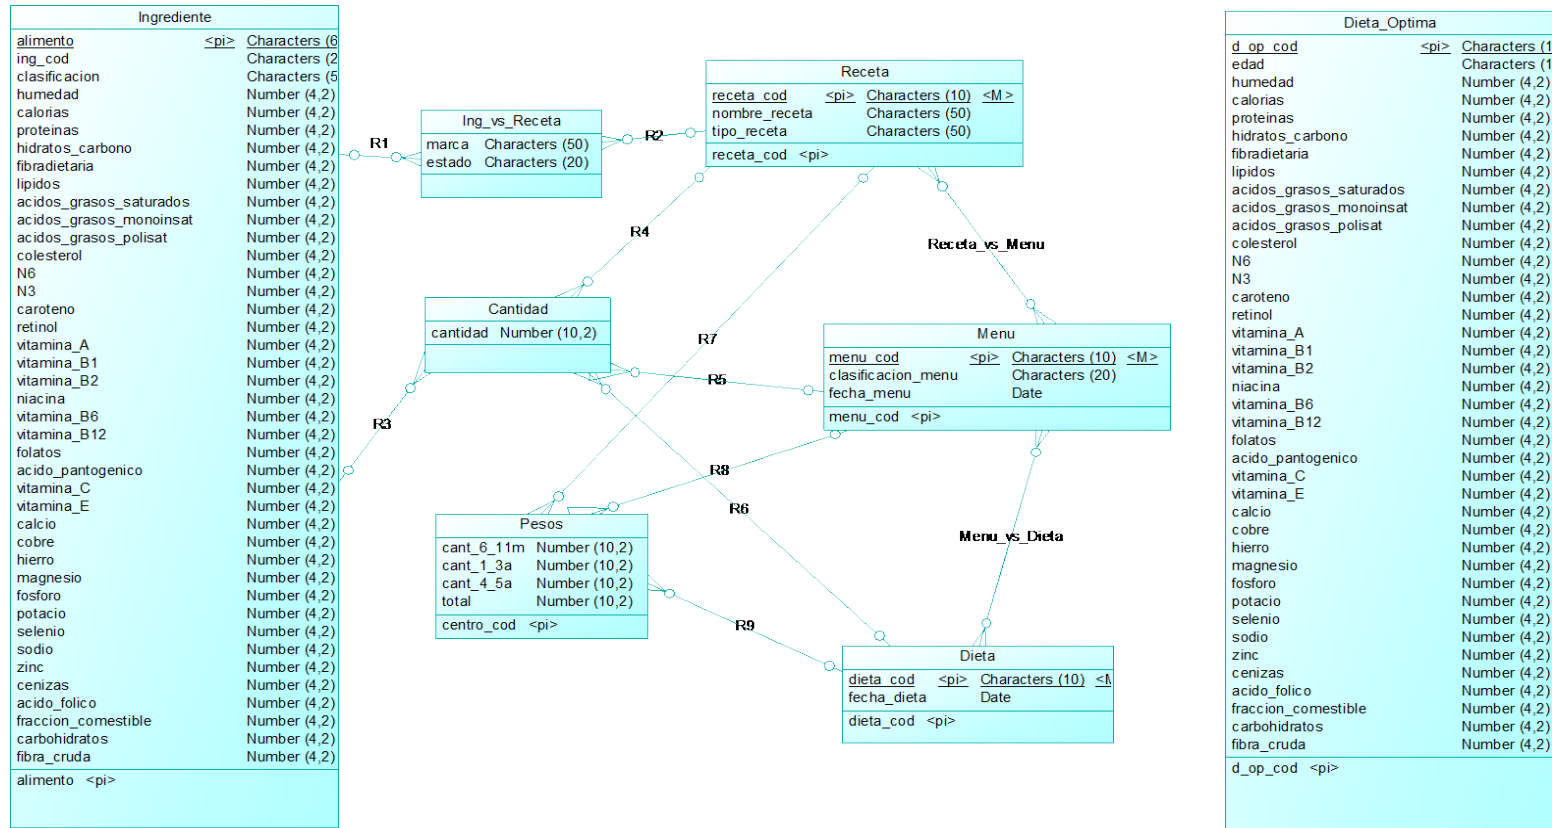 Ingrediente
alimento <pi> Characters (6
ing_cod Characters (2
clasificacion Characters (5
humedad Number (4,2)
calorias Number (4,2)
proteinas Number (4,2)
hidratos_carbono Number (4,2)
fibradietaria Number (4,2)
lipidos Number (4,2)
acidos_grasos_saturados Number (4,2)
acidos_grasos_monoinsat Number (4,2)
acidos_grasos_polisat Number (4,2)
colesterol Number (4,2)
N6 Number (4,2)
N3 Number (4,2)
caroteno Number (4,2)
retinol Number (4,2)
vitamina_A Number (4,2)
vitamina_B1 Number (4,2)
vitamina_B2 Number (4,2)
niacina Number (4,2)
vitamina_B6 Number (4,2)
vitamina_B12 Number (4,2)
folatos Number (4,2)
acido_pantogenico Number (4,2)
vitamina_C Number (4,2)
vitamina_E Number (4,2)
calcio Number (4,2)
cobre Number (4,2)
hierro Number (4,2)
magnesio Number (4,2)
fosforo Number (4,2)
potacio Number (4,2)
selenio Number (4,2)
sodio Number (4,2)
zinc Number (4,2)
cenizas Number (4,2)
acido_folico Number (4,2)
fraccion_comestible Number (4,2)
carbohidratos Number (4,2)
fibra_cruda Number (4,2)
alimento <pi>
R1
Ing_vs_Receta
marca Characters (50)
estado Characters (20)
R2
Receta
receta_cod <pi> Characters (10) <M>
nombre_receta Characters (50)
tipo_receta Characters (50)
receta_cod <pi>
R4
Receta_vs_Menu
Cantidad
cantidad Number (10,2)
R7
R3
R5
Menu
menu_cod <pi> Characters (10) <M>
clasificacion_menu Characters (20)
fecha_menu Date
menu_cod <pi>
R8
R6
Pesos
cant_6_11m Number (10,2)
cant_1_3a Number (10,2)
cant_4_5a Number (10,2)
total Number (10,2)
centro_cod <pi>
Menu_vs_Dieta
R9
Dieta
dieta_cod <pi> Characters (10) <M
fecha_dieta Date
dieta_cod <pi>
Dieta_Optima
d_op_cod <pi> Characters (1
edad Characters (1
humedad Number (4,2)
calorias Number (4,2)
proteinas Number (4,2)
hidratos_carbono Number (4,2)
fibradietaria Number (4,2)
lipidos Number (4,2)
acidos_grasos_saturados Number (4,2)
acidos_grasos_monoinsat Number (4,2)
acidos_grasos_polisat Number (4,2)
colesterol Number (4,2)
N6 Number (4,2)
N3 Number (4,2)
caroteno Number (4,2)
retinol Number (4,2)
vitamina_A Number (4,2)
vitamina_B1 Number (4,2)
vitamina_B2 Number (4,2)
niacina Number (4,2)
vitamina_B6 Number (4,2)
vitamina_B12 Number (4,2)
folatos Number (4,2)
acido_pantogenico Number (4,2)
vitamina_C Number (4,2)
vitamina_E Number (4,2)
calcio Number (4,2)
cobre Number (4,2)
hierro Number (4,2)
magnesio Number (4,2)
fosforo Number (4,2)
potacio Number (4,2)
selenio Number (4,2)
sodio Number (4,2)
zinc Number (4,2)
cenizas Number (4,2)
acido_folico Number (4,2)
fraccion_comestible Number (4,2)
carbohidratos Number (4,2)
fibra_cruda Number (4,2)
d_op_cod <pi>